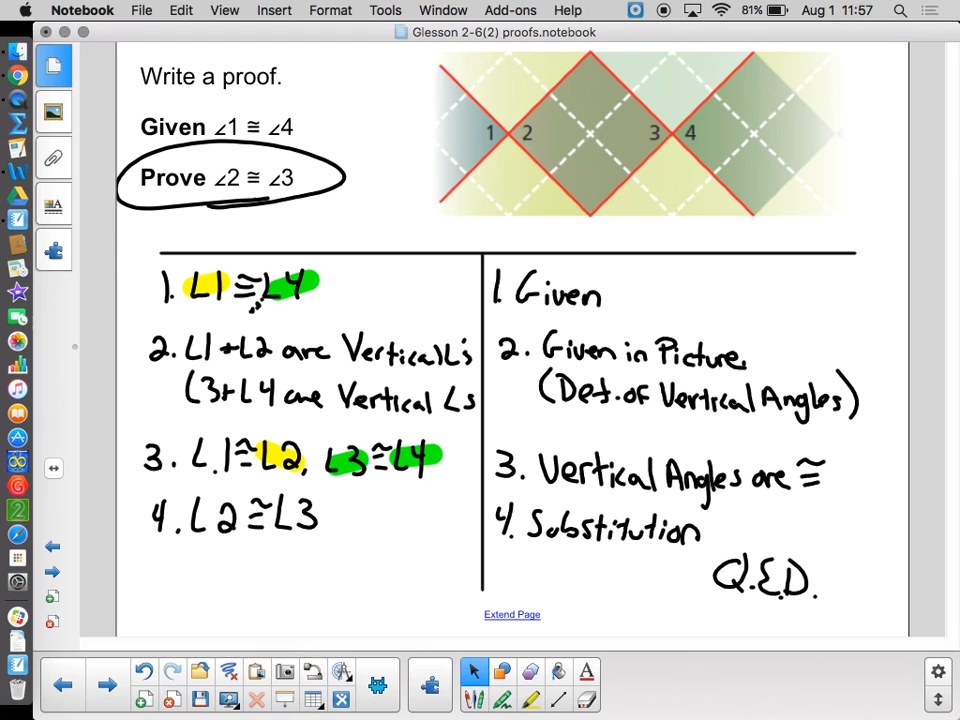 Notebook File Edit View Insert Format Tools Window Add-ons Help 81% Aug 1 11:57
Glesson 2-6(2) proofs.notebook
Write a proof.
Given ∠1 ≅ ∠4
Prove ∠2 ≅ ∠3
1 2 3 4
1. ∠1 ≅ ∠4
1. Given
2. ∠1 + ∠2 are Vertical ∠'s
2. Given in Picture.
∠3 + ∠4 are Vertical ∠s
(Def. of Vertical Angles)
3. ∠1 ≅ ∠2, ∠3 ≅ ∠4
3. Vertical Angles are ≅
4. ∠2 ≅ ∠3
4. Substitution
Q.E.D.
Extend Page